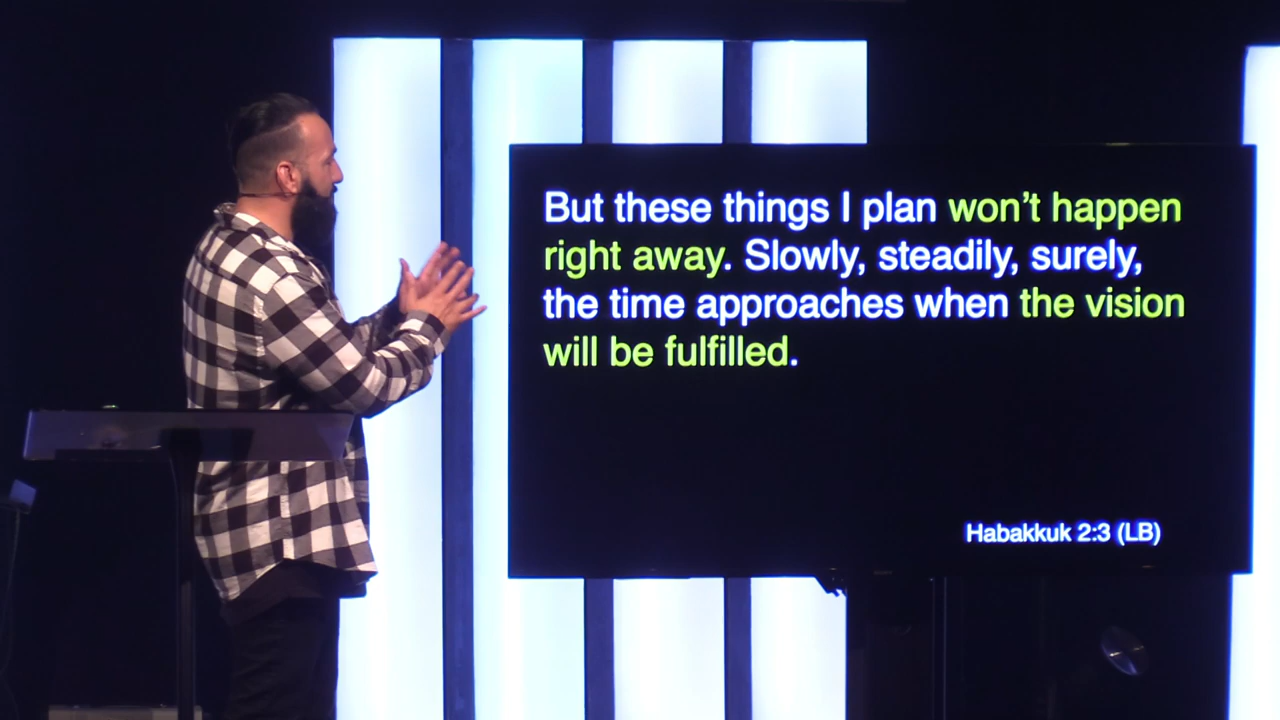 But these things I plan won’t happen
right away. Slowly, steadily, surely,
the time approaches when the vision
will be fulfilled.
Habakkuk 2:3 (LB)